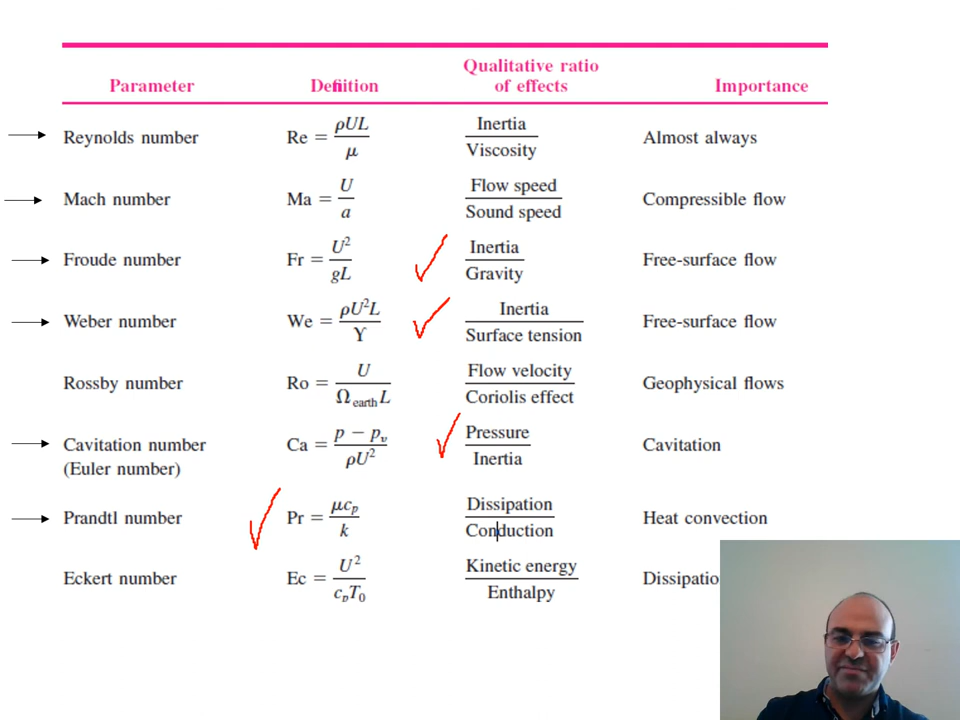 Parameter Definition Qualitative ratio of effects Importance
Reynolds number Re = ρUL/μ Inertia/Viscosity Almost always
Mach number Ma = U/a Flow speed/Sound speed Compressible flow
Froude number Fr = U²/gL Inertia/Gravity Free-surface flow
Weber number We = ρU²L/Υ Inertia/Surface tension Free-surface flow
Rossby number Ro = U/Ω_earth L Flow velocity/Coriolis effect Geophysical flows
Cavitation number Ca = p − p_v/ρU² Pressure/Inertia Cavitation
(Euler number)
Prandtl number Pr = μc_p/k Dissipation/Conduction Heat convection
Eckert number Ec = U²/c_pT₀ Kinetic energy/Enthalpy Dissipatio